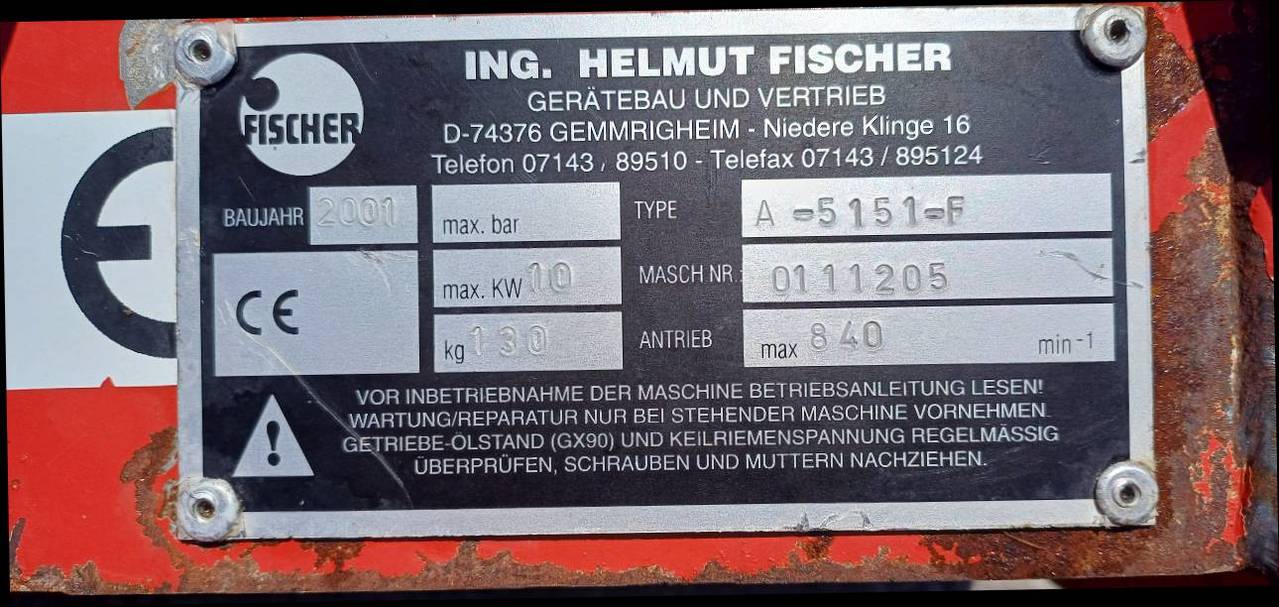 FISCHER
ING. HELMUT FISCHER
GERÄTEBAU UND VERTRIEB
D-74376 GEMMRIGHEIM - Niedere Klinge 16
Telefon 07143 / 89510 - Telefax 07143 / 895124
BAUJAHR 2001 max. bar TYPE A -5151-F
CE max. KW 10 MASCH NR. 0111205
kg 130 ANTRIEB max 840 min-1
VOR INBETRIEBNAHME DER MASCHINE BETRIEBSANLEITUNG LESEN!
WARTUNG/REPARATUR NUR BEI STEHENDER MASCHINE VORNEHMEN.
GETRIEBE-ÖLSTAND (GX90) UND KEILRIEMENSPANNUNG REGELMÄSSIG
ÜBERPRÜFEN, SCHRAUBEN UND MUTTERN NACHZIEHEN.